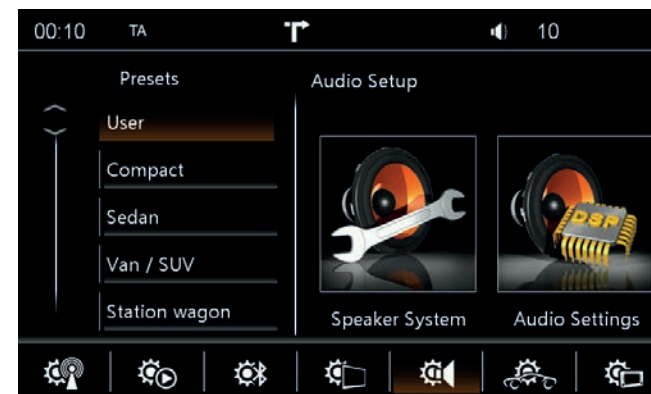 00:10 TA 10
Presets
Audio Setup
User
Compact
Sedan
Van / SUV
Station wagon
DSP
Speaker System
Audio Settings